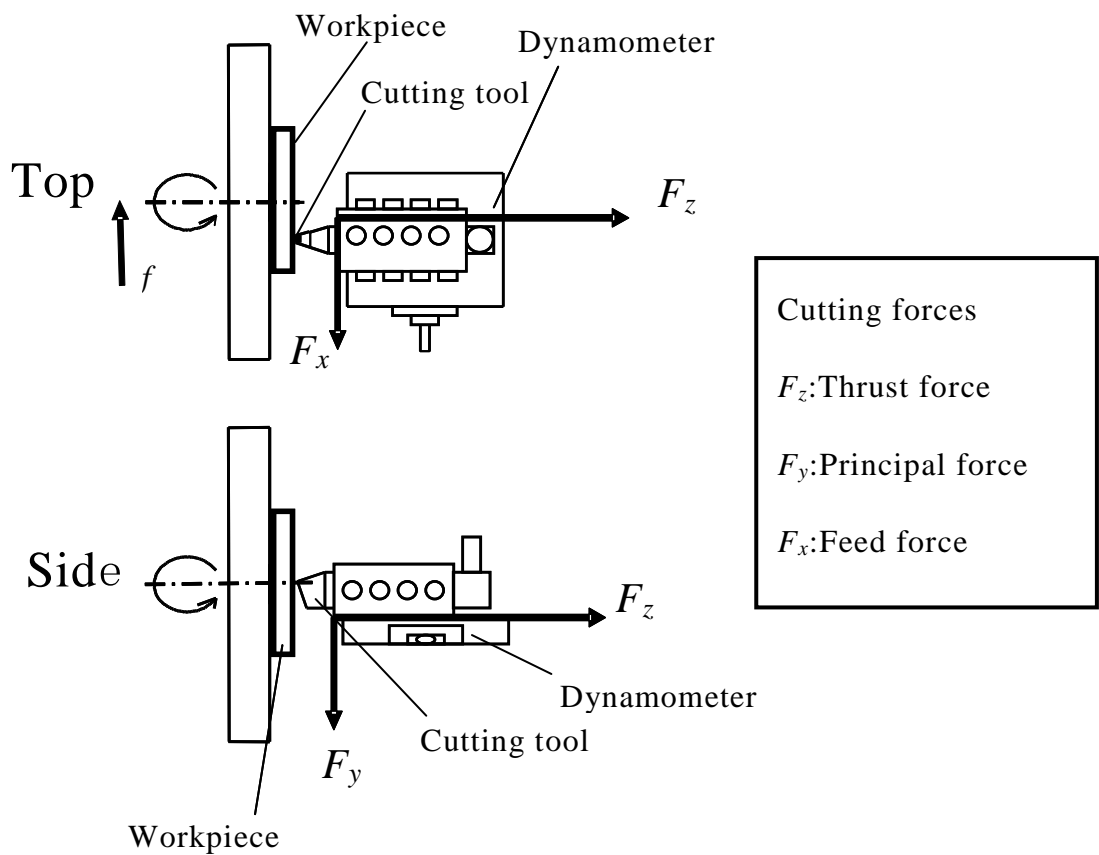 Workpiece
Dynamometer
Cutting tool
Top
F_z
f
F_x
Cutting forces
F_z:Thrust force
F_y:Principal force
F_x:Feed force
Side
F_z
Dynamometer
Cutting tool
F_y
Workpiece